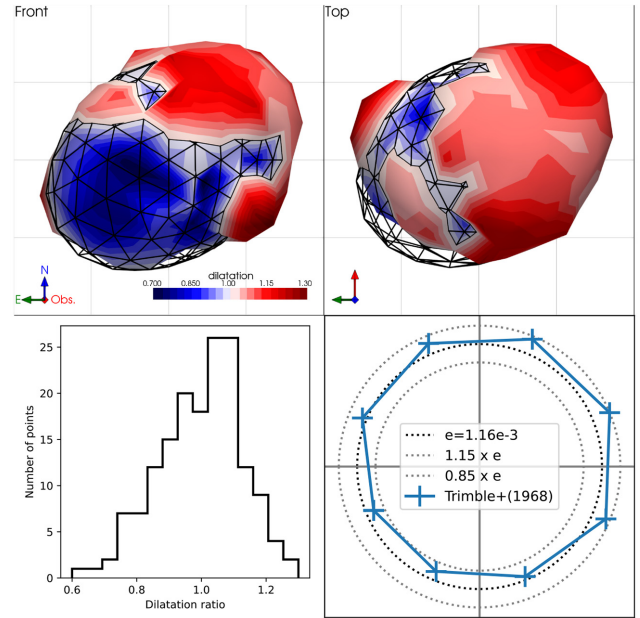 Front
Top
dilatation
0.700 0.850 1.00 1.15 1.30
N
E
Obs.
Number of points
25
20
15
10
5
0
0.6 0.8 1.0 1.2
Dilatation ratio
e=1.16e-3
1.15 x e
0.85 x e
Trimble+(1968)